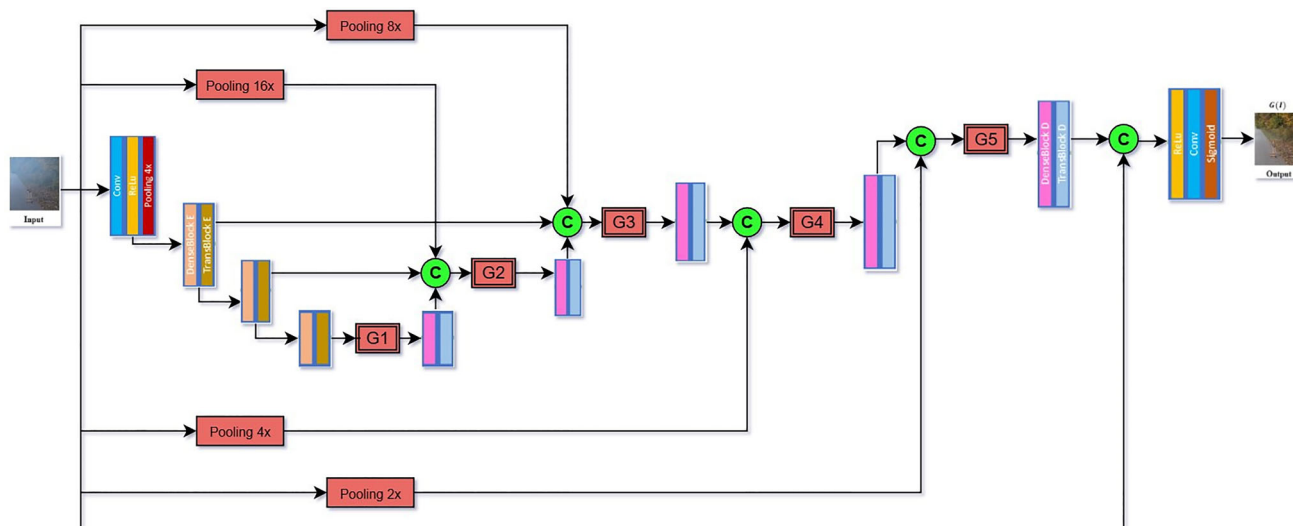 Pooling 8x
Pooling 16x
Input
Conv
ReLu
Pooling 4x
DenseBlock E
TransBlock E
G1
C
G2
C
G3
C
G4
C
G5
DenseBlock D
TransBlock D
C
ReLu
Conv
Sigmoid
G(I)
Output
Pooling 4x
Pooling 2x